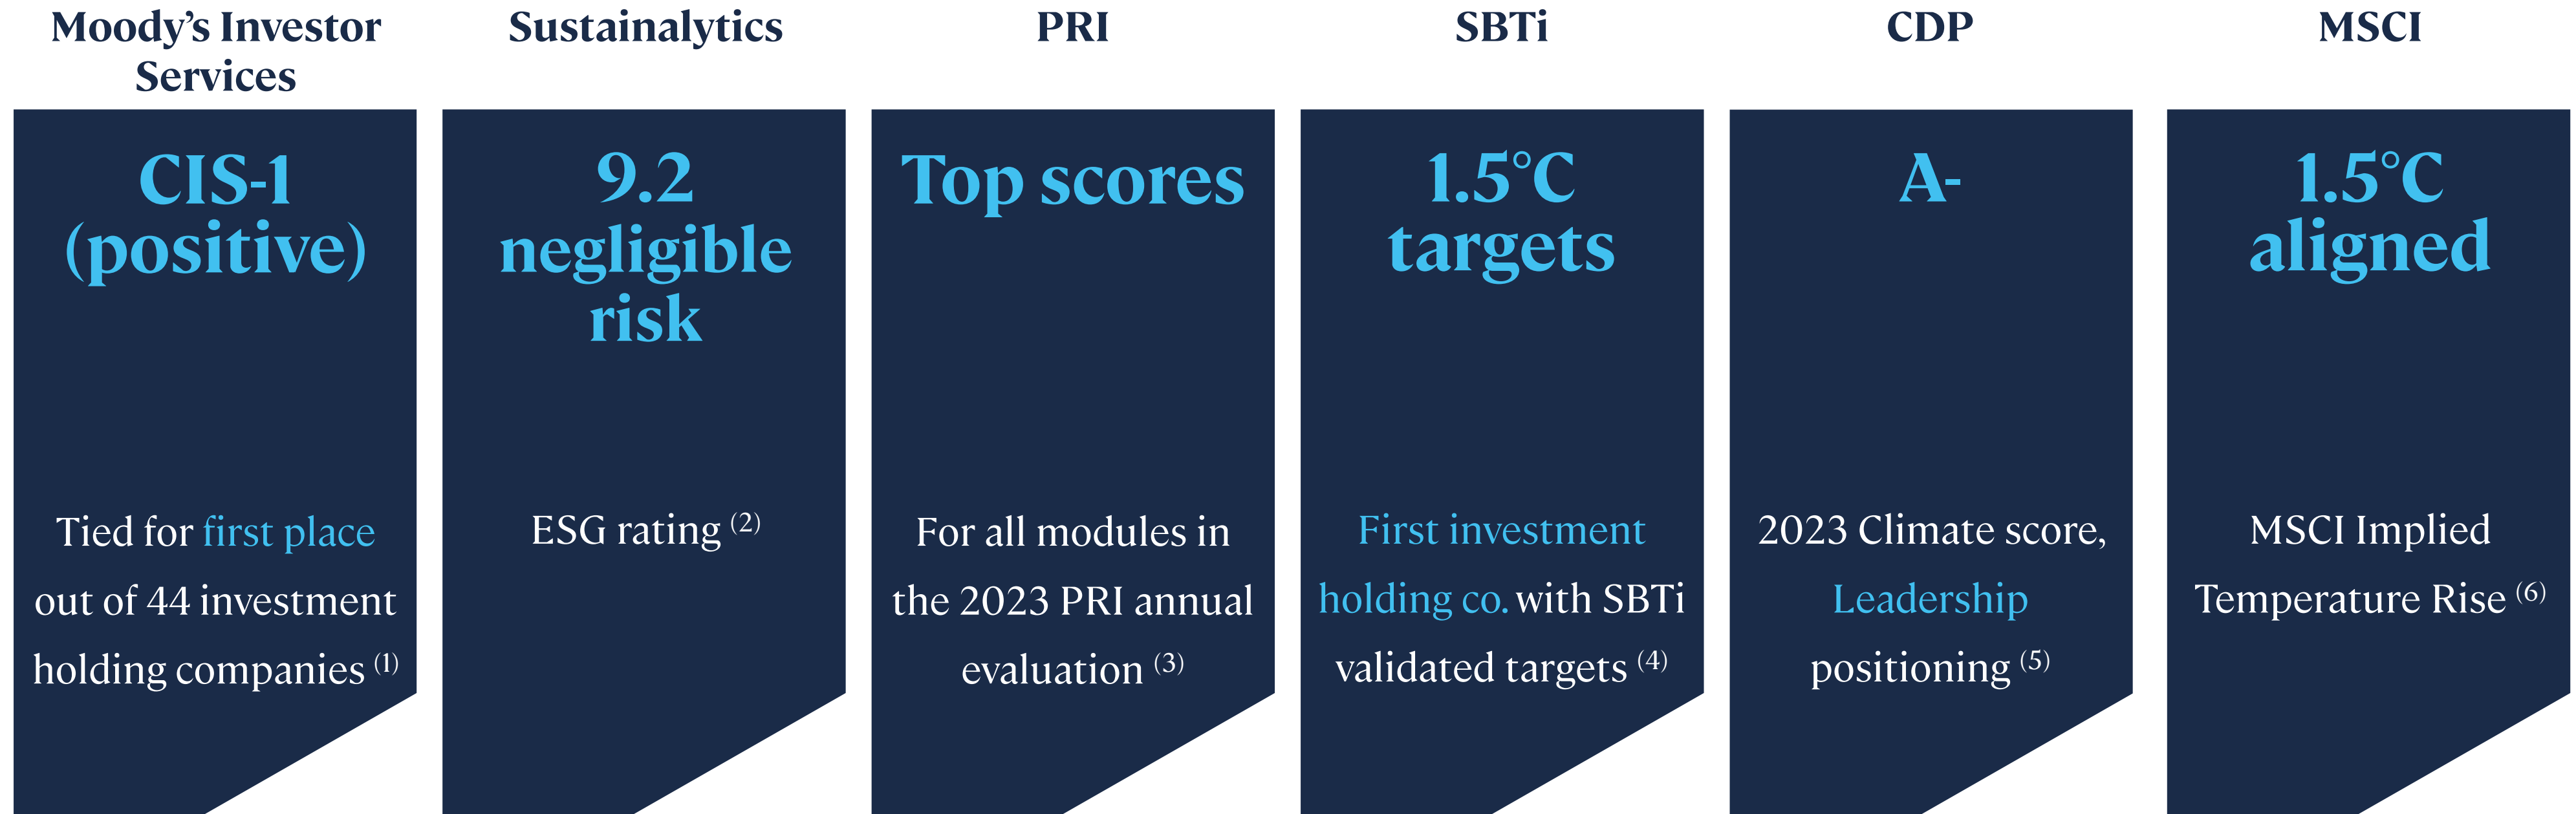 Moody’s Investor
Services
CIS-1
(positive)
Tied for first place
out of 44 investment
holding companies (1)
Sustainalytics
9.2
negligible
risk
ESG rating (2)
PRI
Top scores
For all modules in
the 2023 PRI annual
evaluation (3)
SBTi
1.5°C
targets
First investment
holding co. with SBTi
validated targets (4)
CDP
A-
2023 Climate score,
Leadership
positioning (5)
MSCI
1.5°C
aligned
MSCI Implied
Temperature Rise (6)